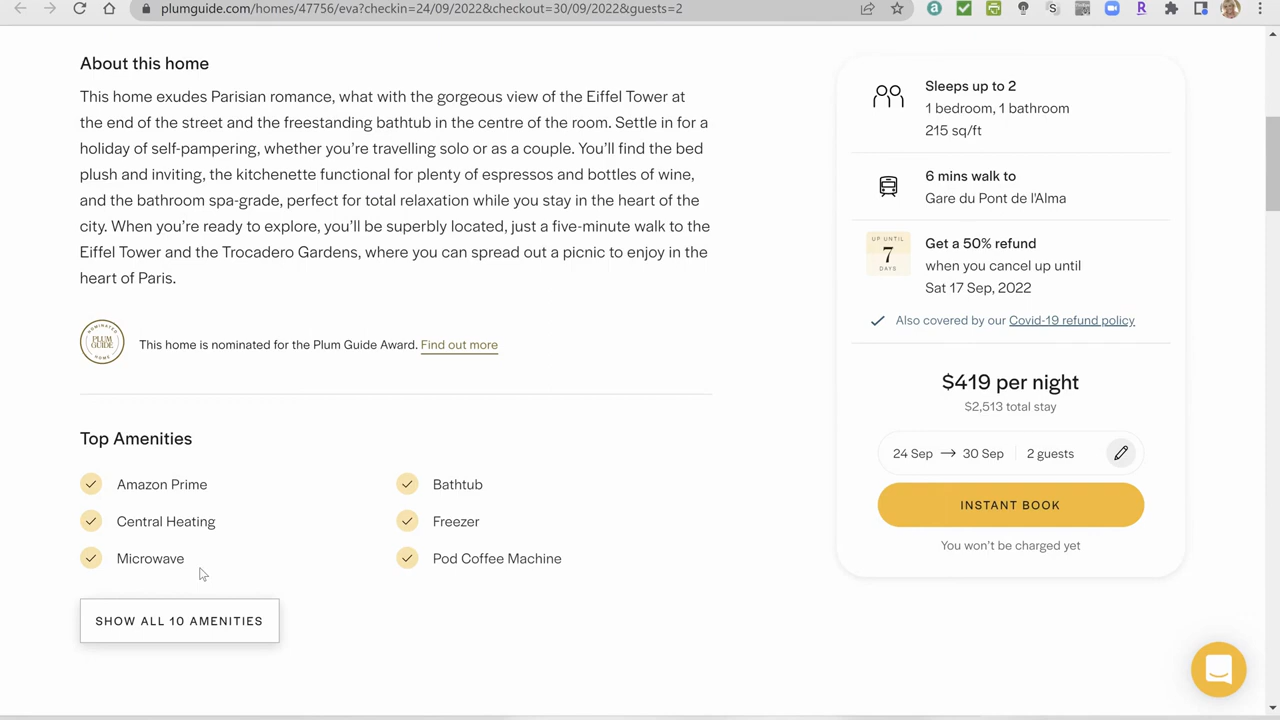 plumguide.com/homes/47756/eva?checkin=24/09/2022&checkout=30/09/2022&guests=2
About this home
This home exudes Parisian romance, what with the gorgeous view of the Eiffel Tower at
the end of the street and the freestanding bathtub in the centre of the room. Settle in for a
holiday of self-pampering, whether you’re travelling solo or as a couple. You’ll find the bed
plush and inviting, the kitchenette functional for plenty of espressos and bottles of wine,
and the bathroom spa-grade, perfect for total relaxation while you stay in the heart of the
city. When you’re ready to explore, you’ll be superbly located, just a five-minute walk to the
Eiffel Tower and the Trocadero Gardens, where you can spread out a picnic to enjoy in the
heart of Paris.
NOMINATED
PLUM
GUIDE
HOME
This home is nominated for the Plum Guide Award. Find out more
Top Amenities
Amazon Prime
Bathtub
Central Heating
Freezer
Microwave
Pod Coffee Machine
SHOW ALL 10 AMENITIES
Sleeps up to 2
1 bedroom, 1 bathroom
215 sq/ft
6 mins walk to
Gare du Pont de l'Alma
UP UNTIL
7
DAYS
Get a 50% refund
when you cancel up until
Sat 17 Sep, 2022
Also covered by our Covid-19 refund policy
$419 per night
$2,513 total stay
24 Sep → 30 Sep 2 guests
INSTANT BOOK
You won’t be charged yet